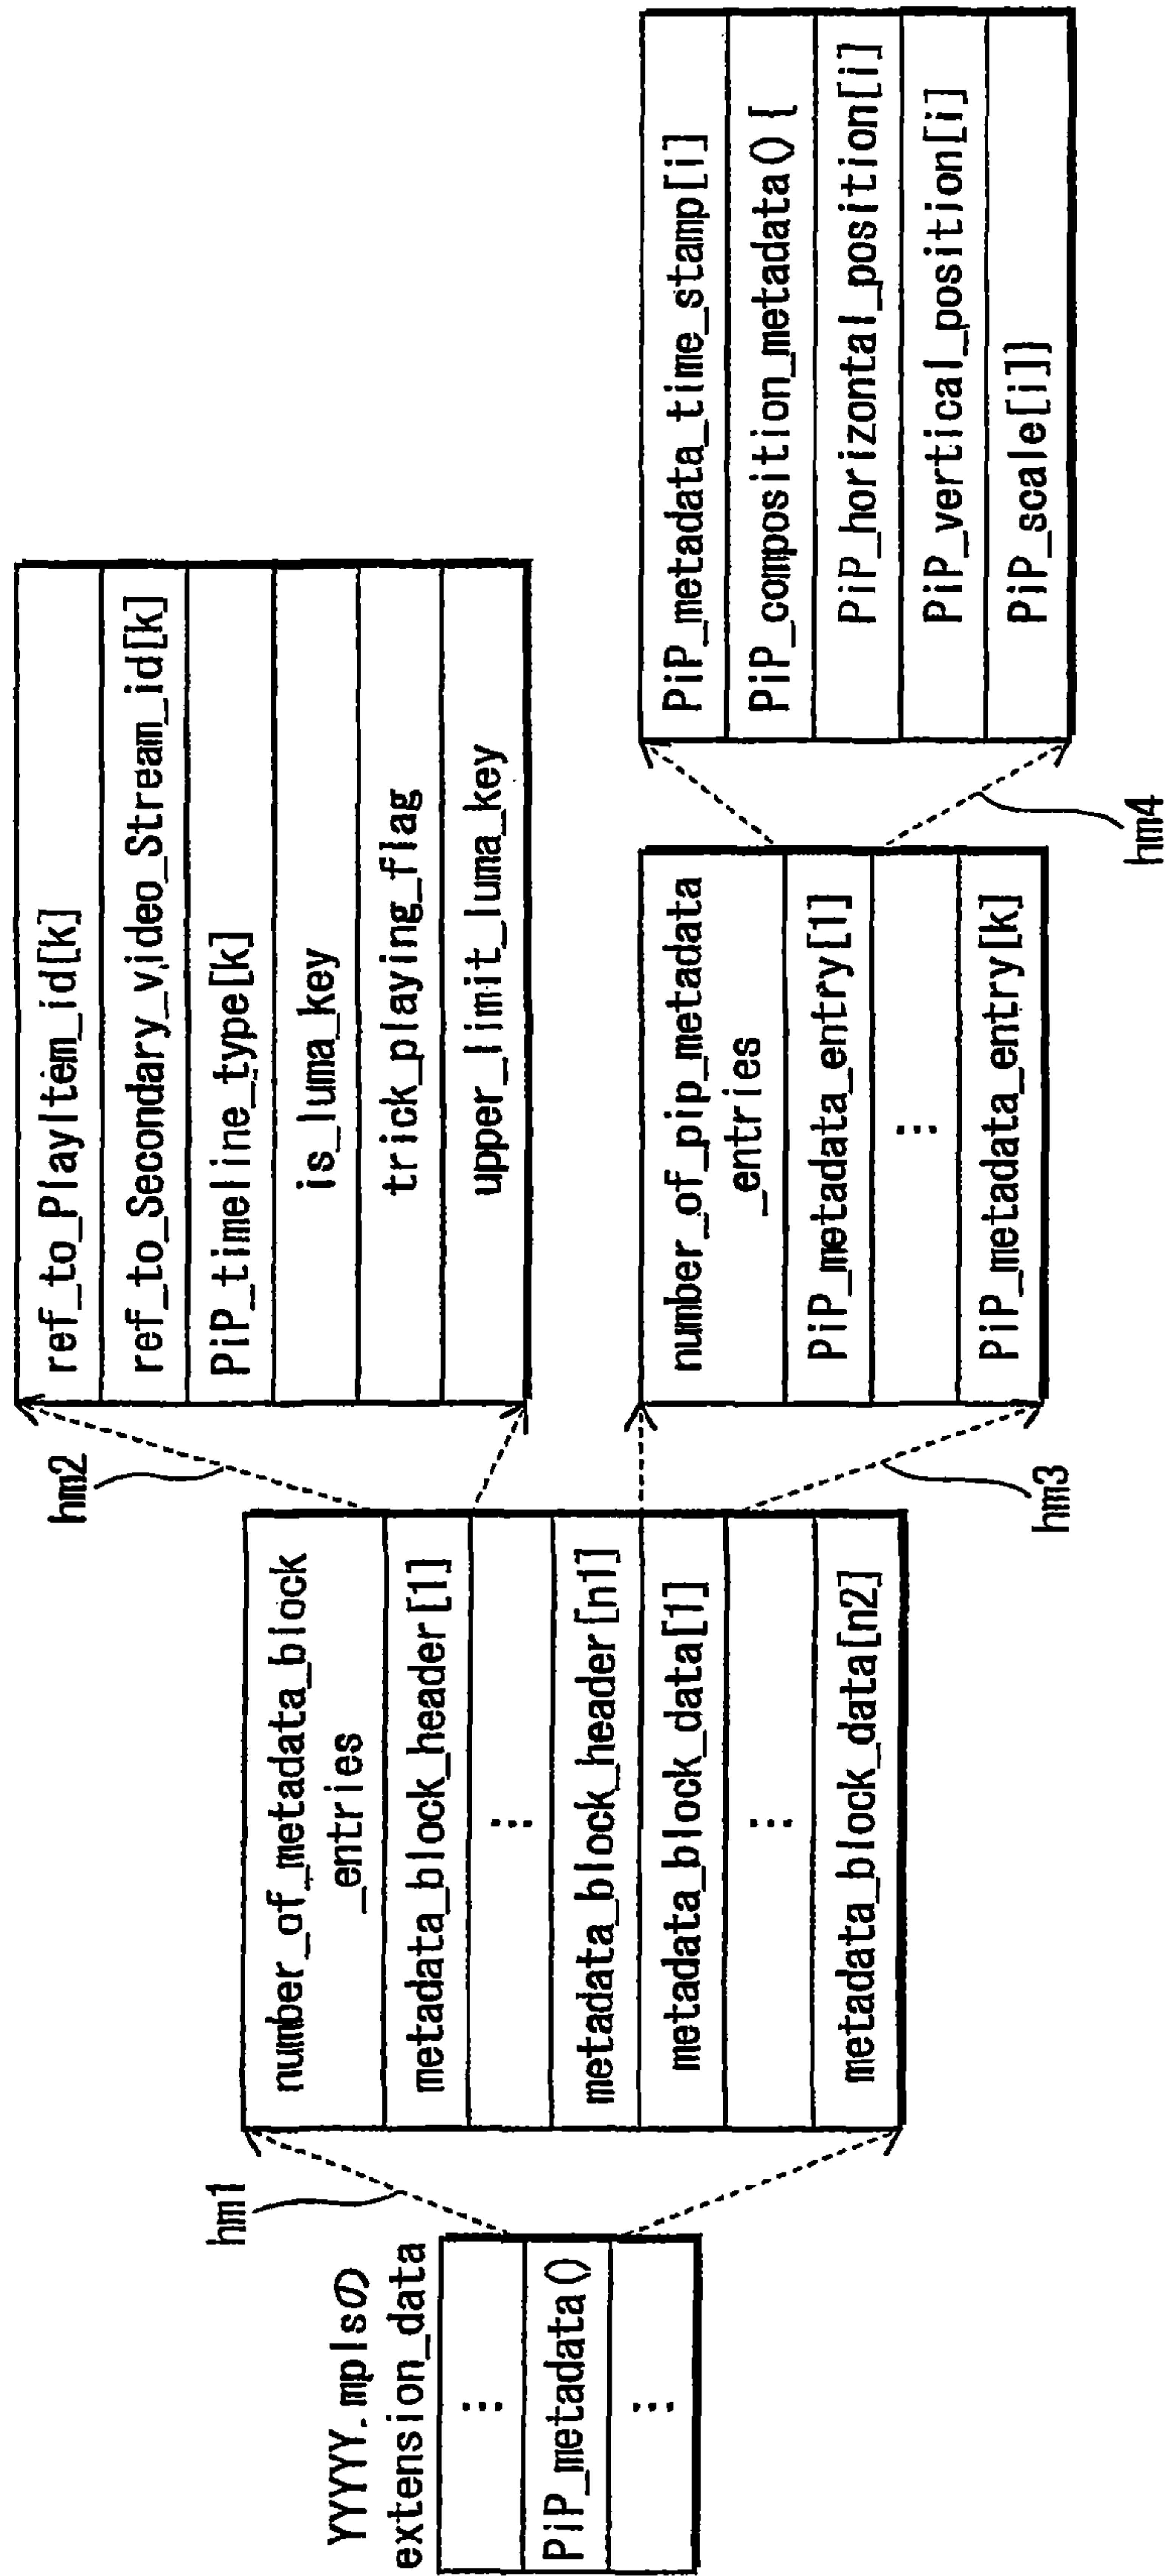 YYYY.mplsの
extension_data
⋮
PiP_metadata()
⋮
hm1
number_of_metadata_block
_entries
metadata_block_header[1]
⋮
metadata_block_header[n1]
metadata_block_data[1]
⋮
metadata_block_data[n2]
hm2
ref_to_PlayItem_id[k]
ref_to_Secondary_video_Stream_id[k]
PiP_timeline_type[k]
is_luma_key
trick_playing_flag
upper_limit_luma_key
hm3
number_of_pip_metadata
_entries
PiP_metadata_entry[1]
⋮
PiP_metadata_entry[k]
hm4
PiP_metadata_time_stamp[i]
PiP_composition_metadata() {
PiP_horizontal_position[i]
PiP_vertical_position[i]
PiP_scale[i]}